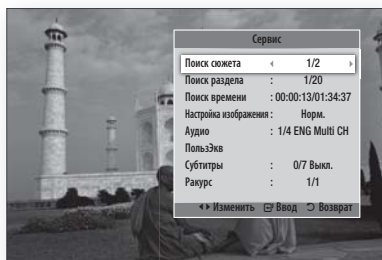 Сервис
Поиск сюжета 1/2
Поиск раздела : 1/20
Поиск времени : 00:00:13/01:34:37
Настройка изображения : Норм.
Аудио : 1/4 ENG Multi CH
ПользЭкв
Субтитры : 0/7 Выкл.
Ракурс : 1/1
Изменить Ввод Возврат